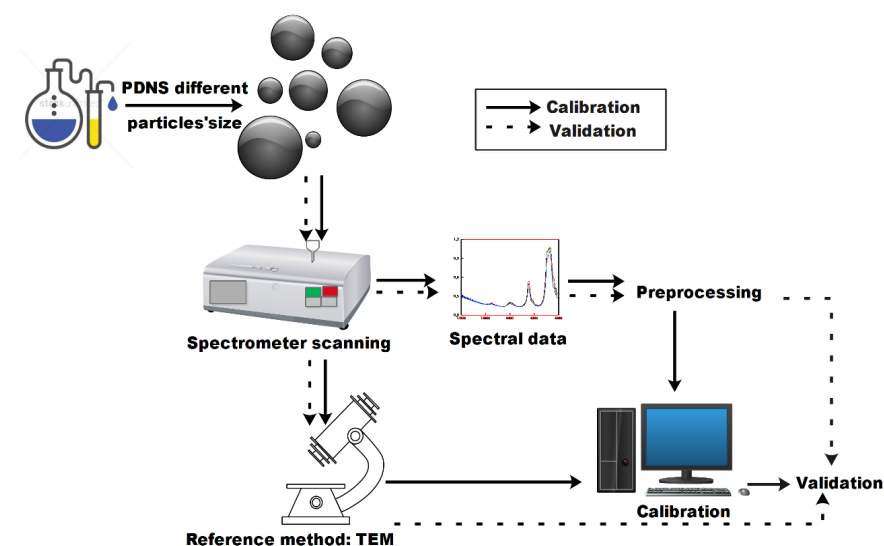 PDNS different
particles'size
Calibration
Validation
Spectrometer scanning
Spectral data
Preprocessing
Calibration
Validation
Reference method: TEM